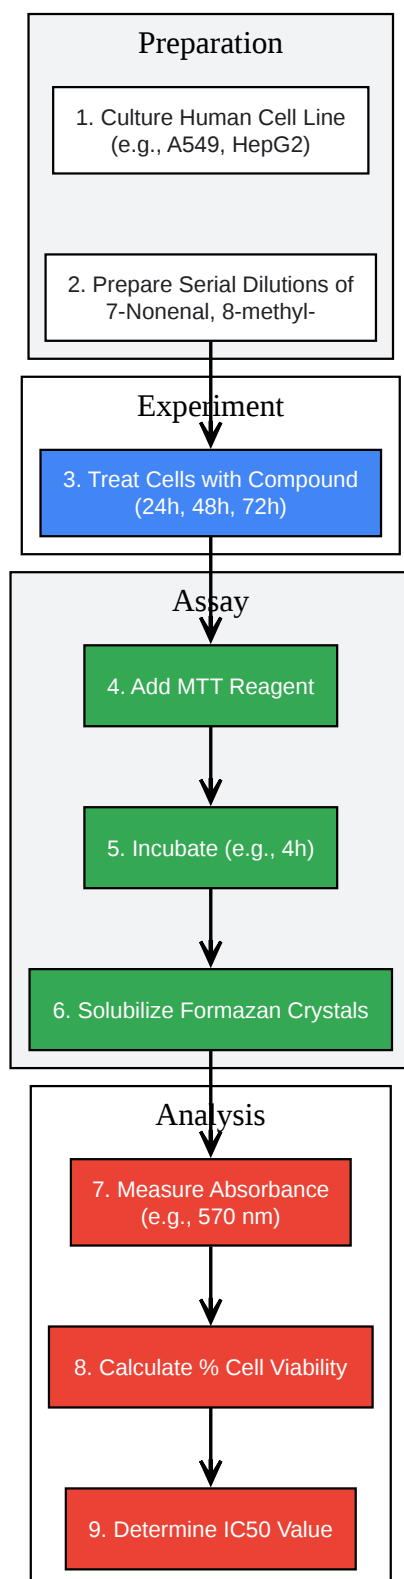 Preparation
1. Culture Human Cell Line
(e.g., A549, HepG2)
2. Prepare Serial Dilutions of
7-Nonenal, 8-methyl-
Experiment
3. Treat Cells with Compound
(24h, 48h, 72h)
Assay
4. Add MTT Reagent
5. Incubate (e.g., 4h)
6. Solubilize Formazan Crystals
Analysis
7. Measure Absorbance
(e.g., 570 nm)
8. Calculate % Cell Viability
9. Determine IC50 Value